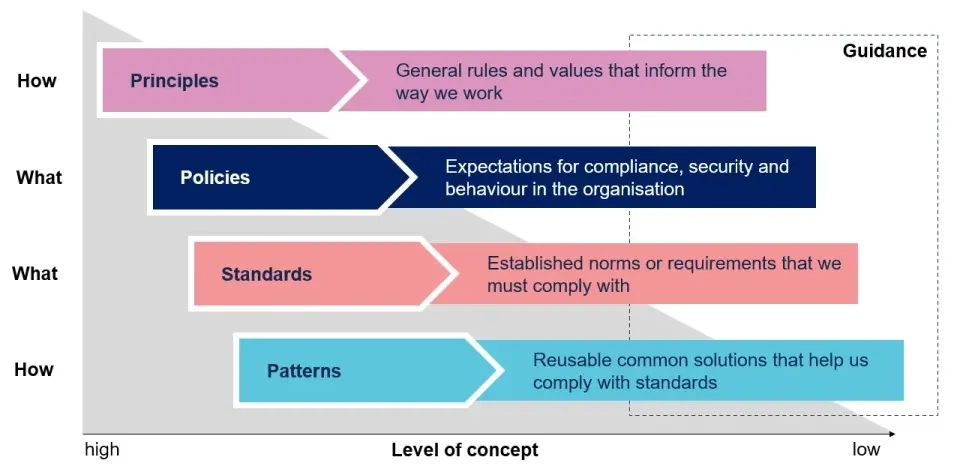 Guidance
How
Principles
General rules and values that inform the
way we work
What
Policies
Expectations for compliance, security and
behaviour in the organisation
What
Standards
Established norms or requirements that we
must comply with
How
Patterns
Reusable common solutions that help us
comply with standards
high
Level of concept
low